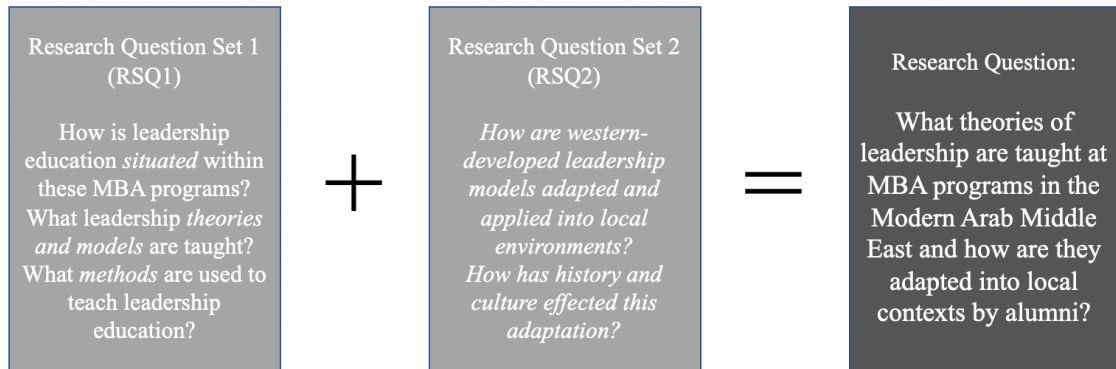 Research Question Set 1
(RSQ1)
How is leadership
education situated within
these MBA programs?
What leadership theories
and models are taught?
What methods are used to
teach leadership
education?
+
Research Question Set 2
(RSQ2)
How are western-
developed leadership
models adapted and
applied into local
environments?
How has history and
culture effected this
adaptation?
=
Research Question:
What theories of
leadership are taught at
MBA programs in the
Modern Arab Middle
East and how are they
adapted into local
contexts by alumni?